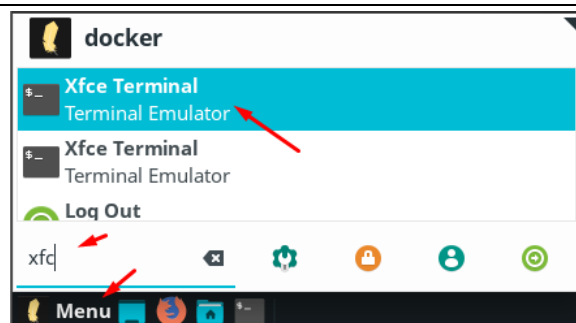 docker
$_
Xfce Terminal
Terminal Emulator
$_
Xfce Terminal
Terminal Emulator
Log Out
xfc
Menu
$_